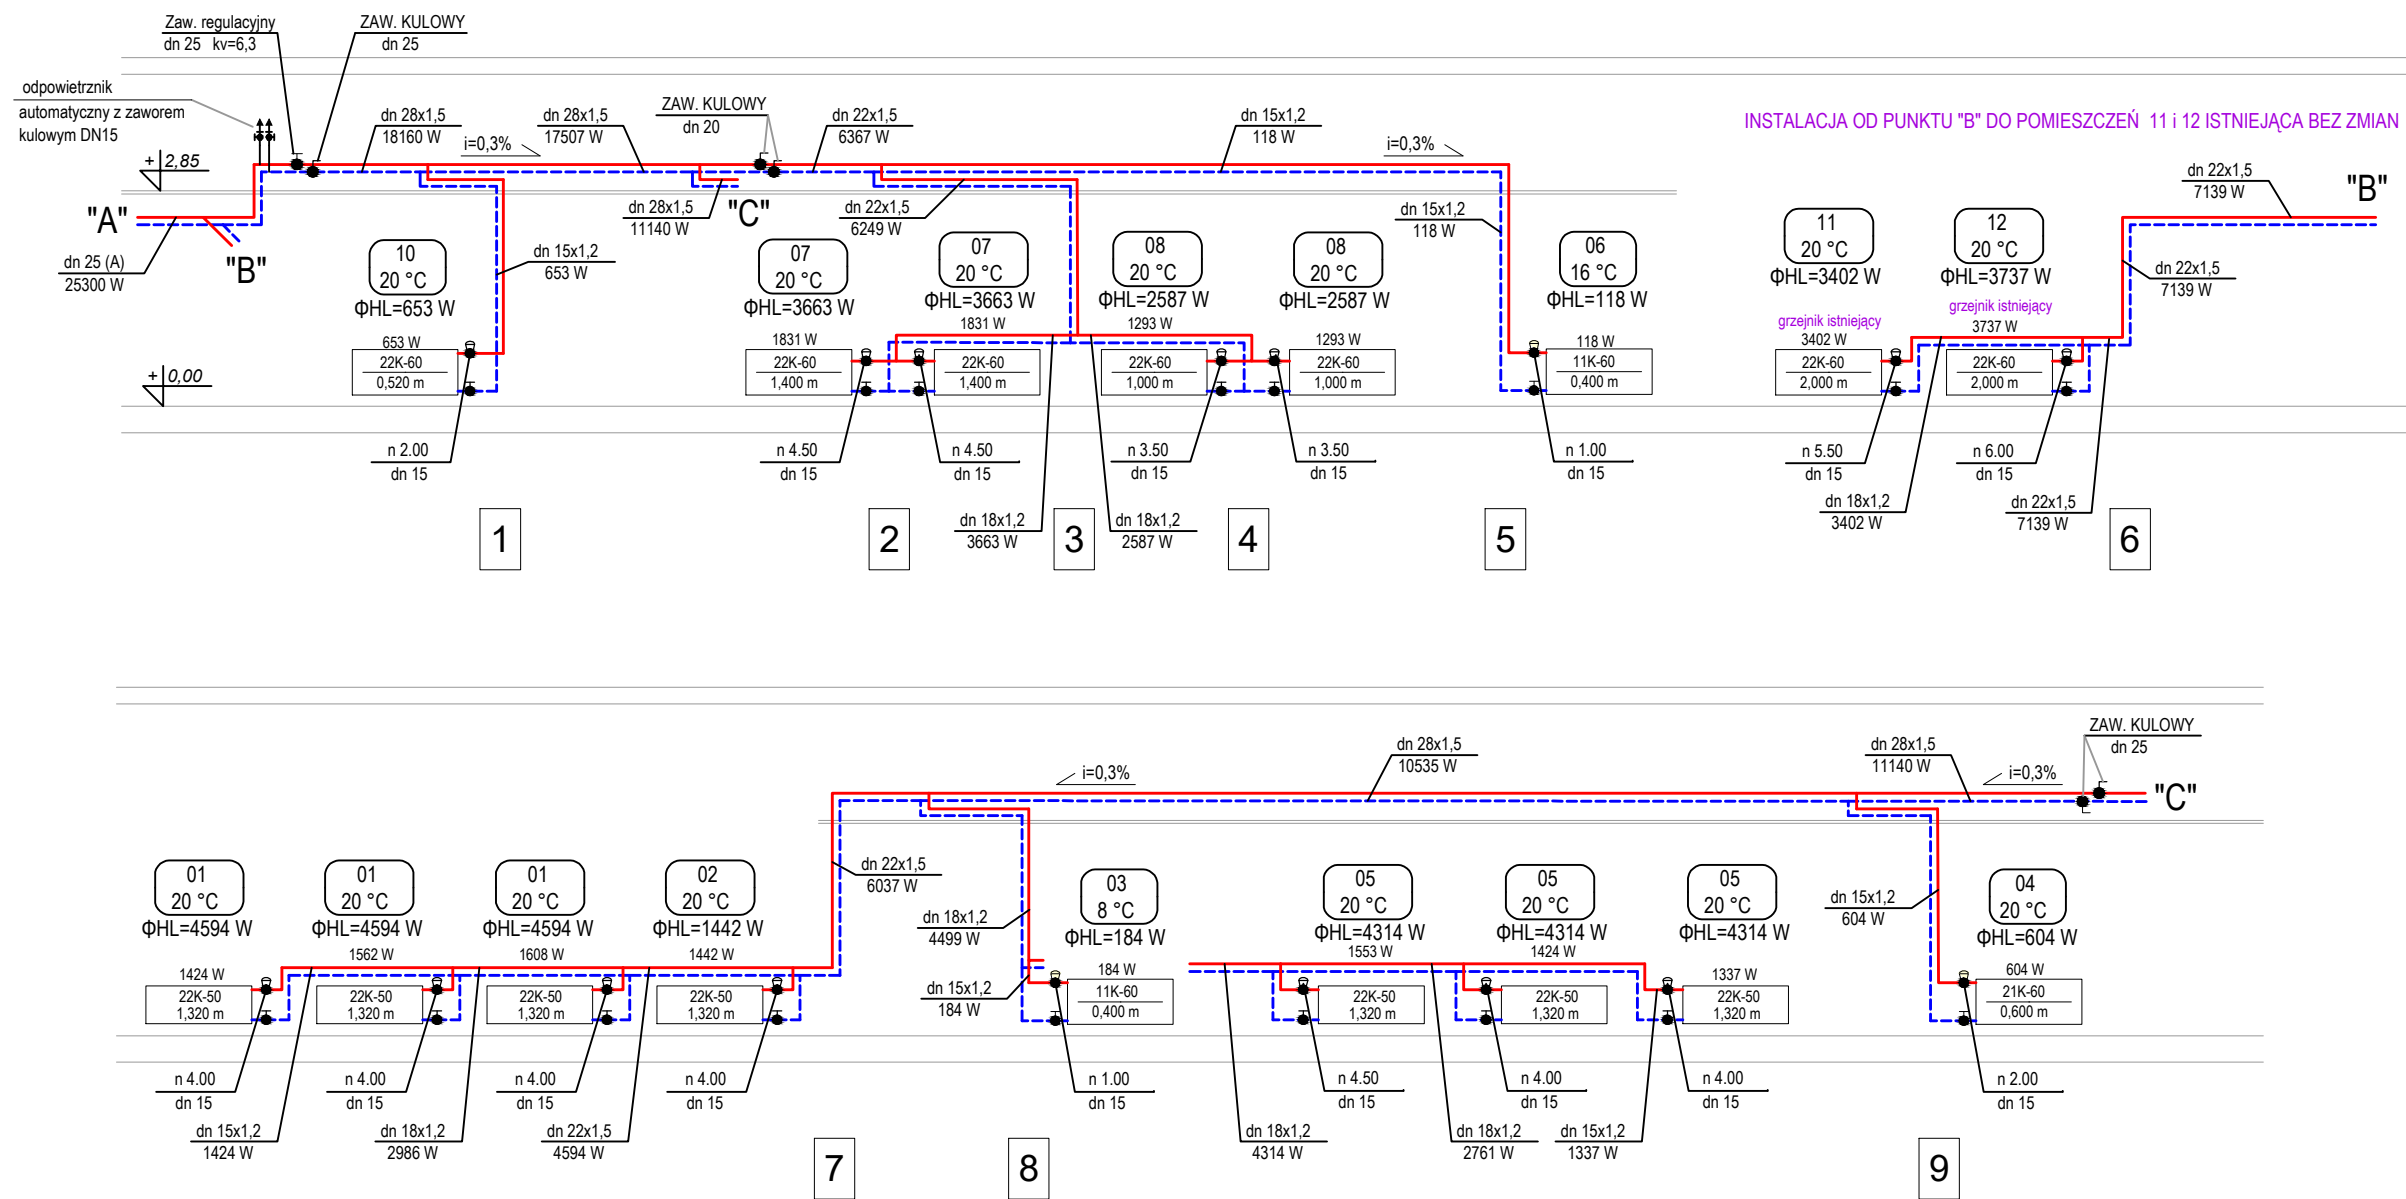 Zaw. regulacyjny
dn 25   kv=6,3
ZAW. KULOWY
dn 25
odpowietrznik
automatyczny z zaworem
kulowym DN15
dn 28x1,5
18160 W
i=0,3%
dn 28x1,5
17507 W
ZAW. KULOWY
dn 20
dn 22x1,5
6367 W
dn 15x1,2
118 W
i=0,3%
INSTALACJA OD PUNKTU "B" DO POMIESZCZEŃ  11 i 12 ISTNIEJĄCA BEZ ZMIAN
+ 2,85
"A"
"B"
dn 25 (A)
25300 W
10
20 °C
ΦHL=653 W
dn 15x1,2
653 W
dn 28x1,5
11140 W
"C"
dn 22x1,5
6249 W
07
20 °C
ΦHL=3663 W
07
20 °C
ΦHL=3663 W
08
20 °C
ΦHL=2587 W
08
20 °C
ΦHL=2587 W
dn 15x1,2
118 W
06
16 °C
ΦHL=118 W
11
20 °C
ΦHL=3402 W
12
20 °C
ΦHL=3737 W
dn 22x1,5
7139 W
"B"
dn 22x1,5
7139 W
+ 0,00
653 W
22K-60
0,520 m
1831 W
22K-60
1,400 m
1831 W
22K-60
1,400 m
1293 W
22K-60
1,000 m
1293 W
22K-60
1,000 m
118 W
11K-60
0,400 m
grzejnik istniejący
3402 W
22K-60
2,000 m
grzejnik istniejący
3737 W
22K-60
2,000 m
n 2.00
dn 15
n 4.50
dn 15
n 4.50
dn 15
n 3.50
dn 15
n 3.50
dn 15
n 1.00
dn 15
n 5.50
dn 15
n 6.00
dn 15
dn 18x1,2
3663 W
dn 18x1,2
2587 W
dn 18x1,2
3402 W
dn 22x1,5
7139 W
1
2
3
4
5
6
ZAW. KULOWY
dn 25
dn 28x1,5
10535 W
dn 28x1,5
11140 W
i=0,3%
i=0,3%
"C"
01
20 °C
ΦHL=4594 W
01
20 °C
ΦHL=4594 W
01
20 °C
ΦHL=4594 W
02
20 °C
ΦHL=1442 W
dn 22x1,5
6037 W
dn 18x1,2
4499 W
03
8 °C
ΦHL=184 W
05
20 °C
ΦHL=4314 W
05
20 °C
ΦHL=4314 W
05
20 °C
ΦHL=4314 W
dn 15x1,2
604 W
04
20 °C
ΦHL=604 W
1424 W
22K-50
1,320 m
1562 W
22K-50
1,320 m
1608 W
22K-50
1,320 m
1442 W
22K-50
1,320 m
dn 15x1,2
184 W
184 W
11K-60
0,400 m
1553 W
22K-50
1,320 m
1424 W
22K-50
1,320 m
1337 W
22K-50
1,320 m
604 W
21K-60
0,600 m
n 4.00
dn 15
n 4.00
dn 15
n 4.00
dn 15
n 4.00
dn 15
n 1.00
dn 15
n 4.50
dn 15
n 4.00
dn 15
n 4.00
dn 15
n 2.00
dn 15
dn 15x1,2
1424 W
dn 18x1,2
2986 W
dn 22x1,5
4594 W
dn 18x1,2
4314 W
dn 18x1,2
2761 W
dn 15x1,2
1337 W
7
8
9